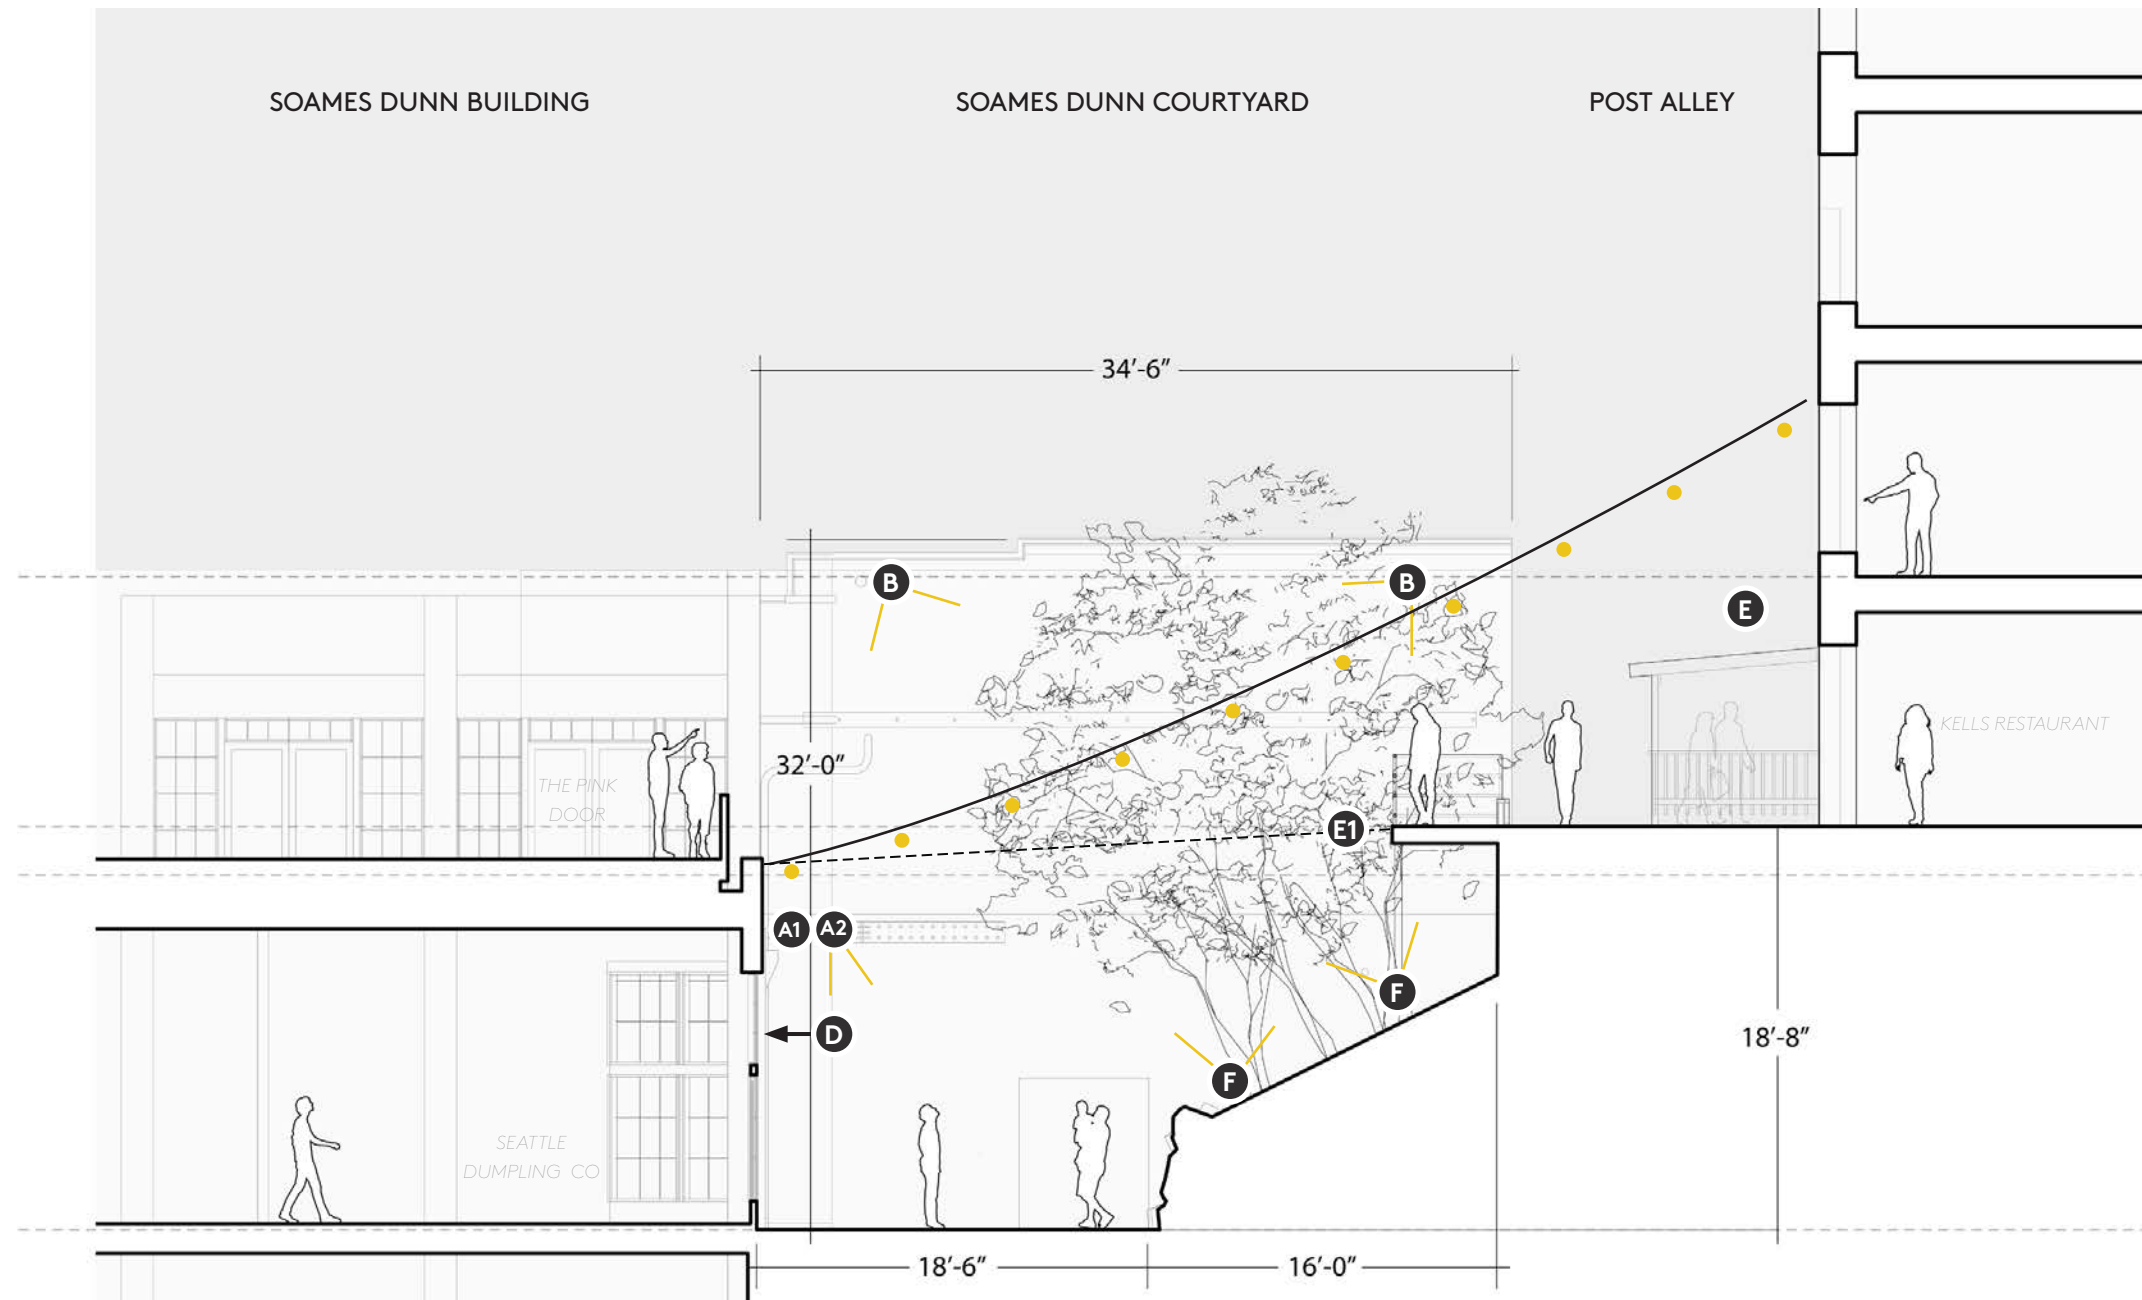 SOAMES DUNN BUILDING
SOAMES DUNN COURTYARD
POST ALLEY
34'-6"
B
B
E
THE PINK
DOOR
32'-0"
KELLS RESTAURANT
E1
A1
A2
F
D
18'-8"
F
SEATTLE
DUMPLING CO
18'-6"
16'-0"